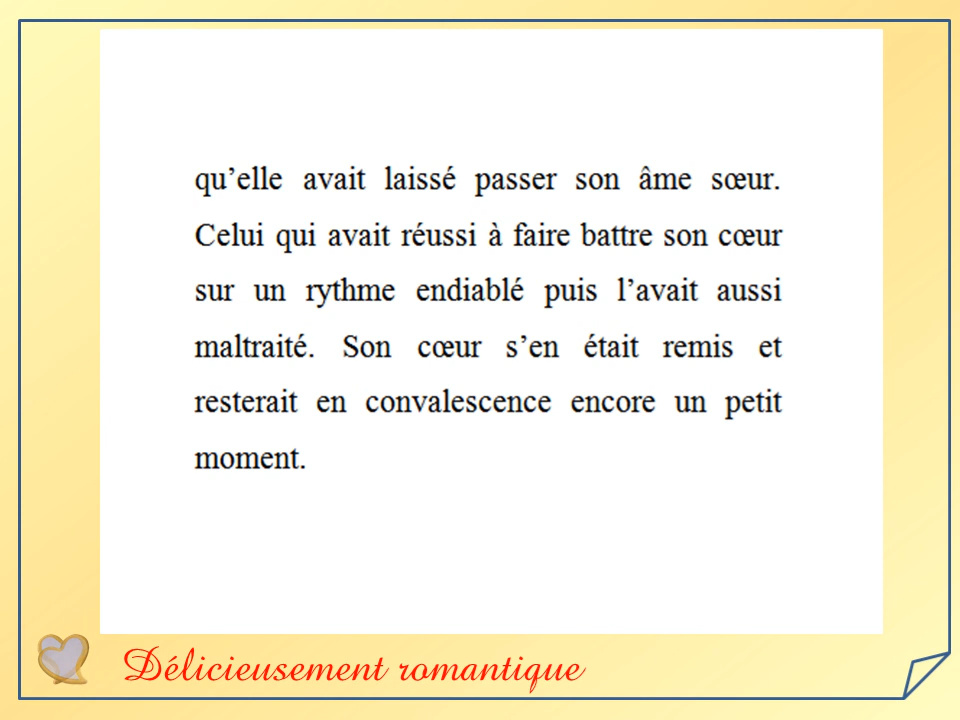 qu’elle avait laissé passer son âme sœur.
Celui qui avait réussi à faire battre son cœur
sur un rythme endiablé puis l’avait aussi
maltraité. Son cœur s’en était remis et
resterait en convalescence encore un petit
moment.
Délicieusement romantique